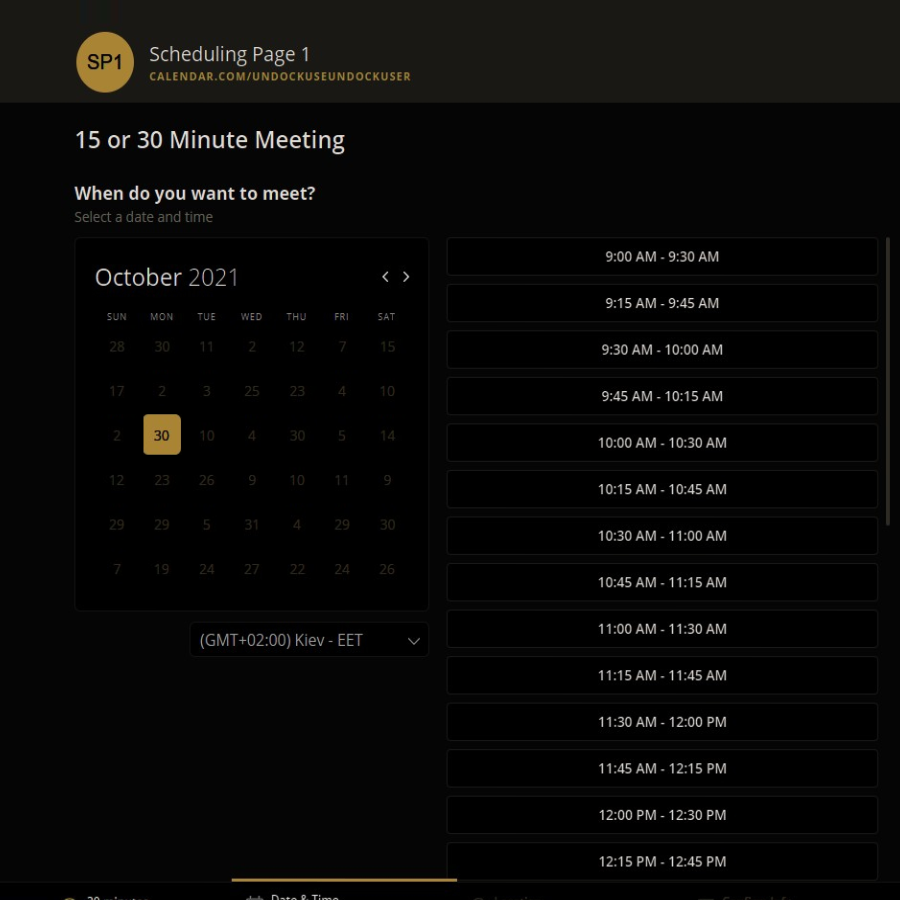 SP1
Scheduling Page 1
CALENDAR.COM/UNDOCKUSEUNDOCKUSER
15 or 30 Minute Meeting
When do you want to meet?
Select a date and time
October 2021
SUN MON TUE WED THU FRI SAT
28 30 11 2 12 7 15
17 2 3 25 23 4 10
2 30 10 4 30 5 14
12 23 26 9 10 11 9
29 29 5 31 4 29 30
7 19 24 27 22 24 26
(GMT+02:00) Kiev - EET
9:00 AM - 9:30 AM
9:15 AM - 9:45 AM
9:30 AM - 10:00 AM
9:45 AM - 10:15 AM
10:00 AM - 10:30 AM
10:15 AM - 10:45 AM
10:30 AM - 11:00 AM
10:45 AM - 11:15 AM
11:00 AM - 11:30 AM
11:15 AM - 11:45 AM
11:30 AM - 12:00 PM
11:45 AM - 12:15 PM
12:00 PM - 12:30 PM
12:15 PM - 12:45 PM
Date & Time